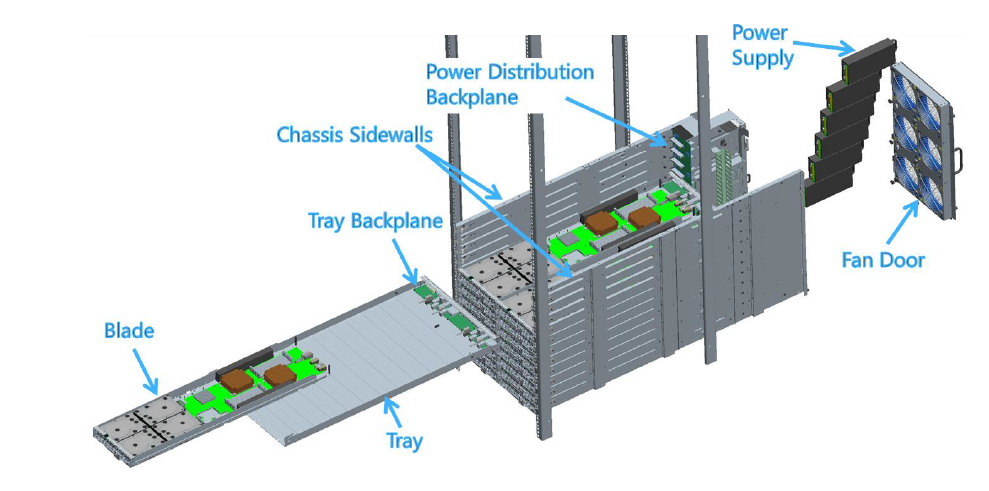 Power
Supply
Power Distribution
Backplane
Chassis Sidewalls
Tray Backplane
Fan Door
Blade
Tray